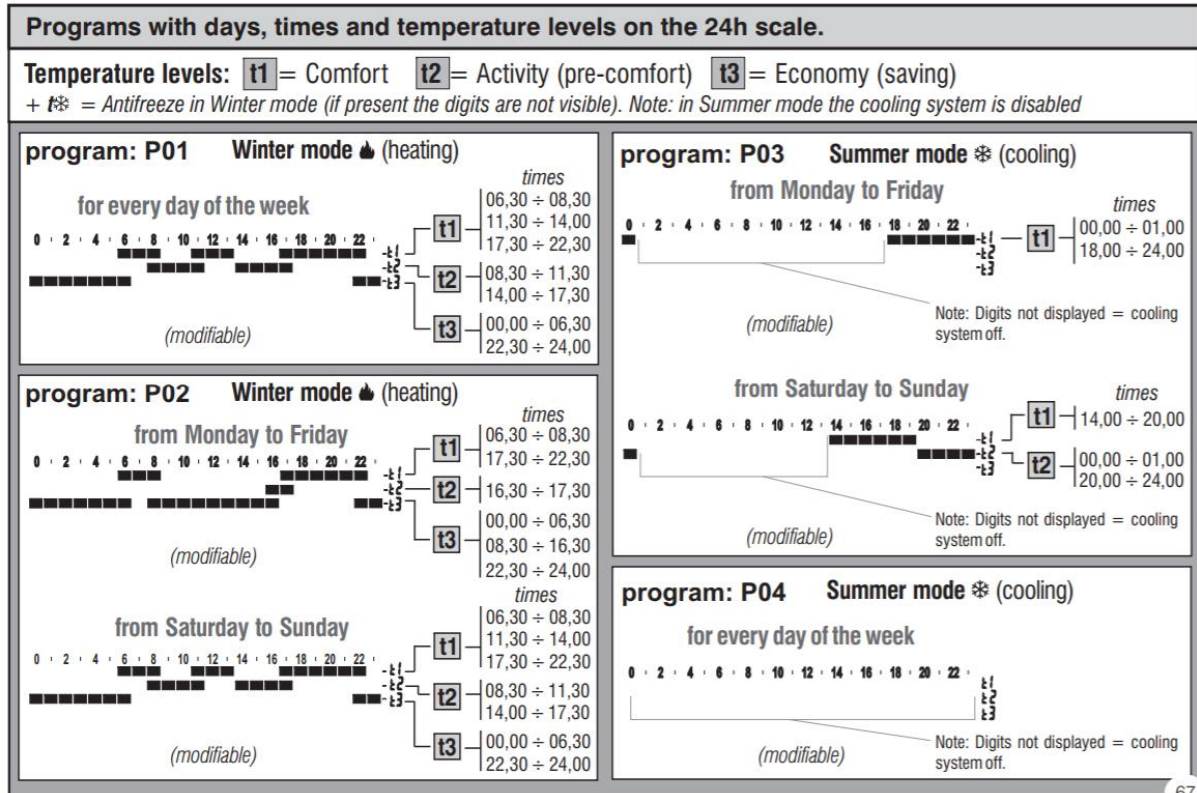 Programs with days, times and temperature levels on the 24h scale.
Temperature levels: t1 = Comfort t2 = Activity (pre-comfort) t3 = Economy (saving)
+ t❄ = Antifreeze in Winter mode (if present the digits are not visible). Note: in Summer mode the cooling system is disabled
program: P01 Winter mode (heating)
for every day of the week
0 2 4 6 8 10 12 14 16 18 20 22
-t1
-t2
-t3
(modifiable)
times
t1
06,30 ÷ 08,30
11,30 ÷ 14,00
17,30 ÷ 22,30
t2
08,30 ÷ 11,30
14,00 ÷ 17,30
t3
00,00 ÷ 06,30
22,30 ÷ 24,00
program: P02 Winter mode (heating)
from Monday to Friday
0 2 4 6 8 10 12 14 16 18 20 22
-t1
-t2
-t3
(modifiable)
times
t1
06,30 ÷ 08,30
17,30 ÷ 22,30
t2
16,30 ÷ 17,30
t3
00,00 ÷ 06,30
08,30 ÷ 16,30
22,30 ÷ 24,00
from Saturday to Sunday
0 2 4 6 8 10 12 14 16 18 20 22
-t1
-t2
-t3
(modifiable)
times
t1
06,30 ÷ 08,30
11,30 ÷ 14,00
17,30 ÷ 22,30
t2
08,30 ÷ 11,30
14,00 ÷ 17,30
t3
00,00 ÷ 06,30
22,30 ÷ 24,00
program: P03 Summer mode ❄ (cooling)
from Monday to Friday
0 2 4 6 8 10 12 14 16 18 20 22
-t1
-t2
-t3
times
t1
00,00 ÷ 01,00
18,00 ÷ 24,00
(modifiable)
Note: Digits not displayed = cooling
system off.
from Saturday to Sunday
0 2 4 6 8 10 12 14 16 18 20 22
-t1
-t2
-t3
times
t1
14,00 ÷ 20,00
t2
00,00 ÷ 01,00
20,00 ÷ 24,00
(modifiable)
Note: Digits not displayed = cooling
system off.
program: P04 Summer mode ❄ (cooling)
for every day of the week
0 2 4 6 8 10 12 14 16 18 20 22
t1
t2
t3
(modifiable)
Note: Digits not displayed = cooling
system off.
67